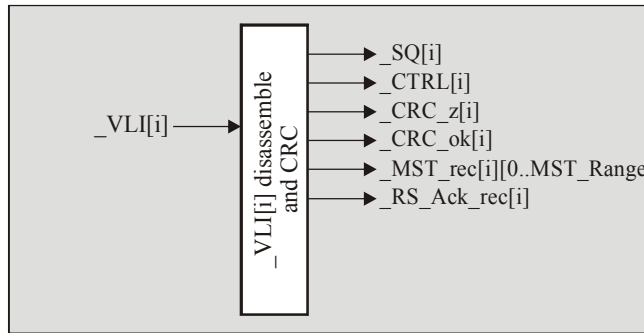 _VLI[i]
_VLI[i] disassemble
and CRC
_SQ[i]
_CTRL[i]
_CRC_z[i]
_CRC_ok[i]
_MST_rec[i][0..MST_Range
_RS_Ack_rec[i]